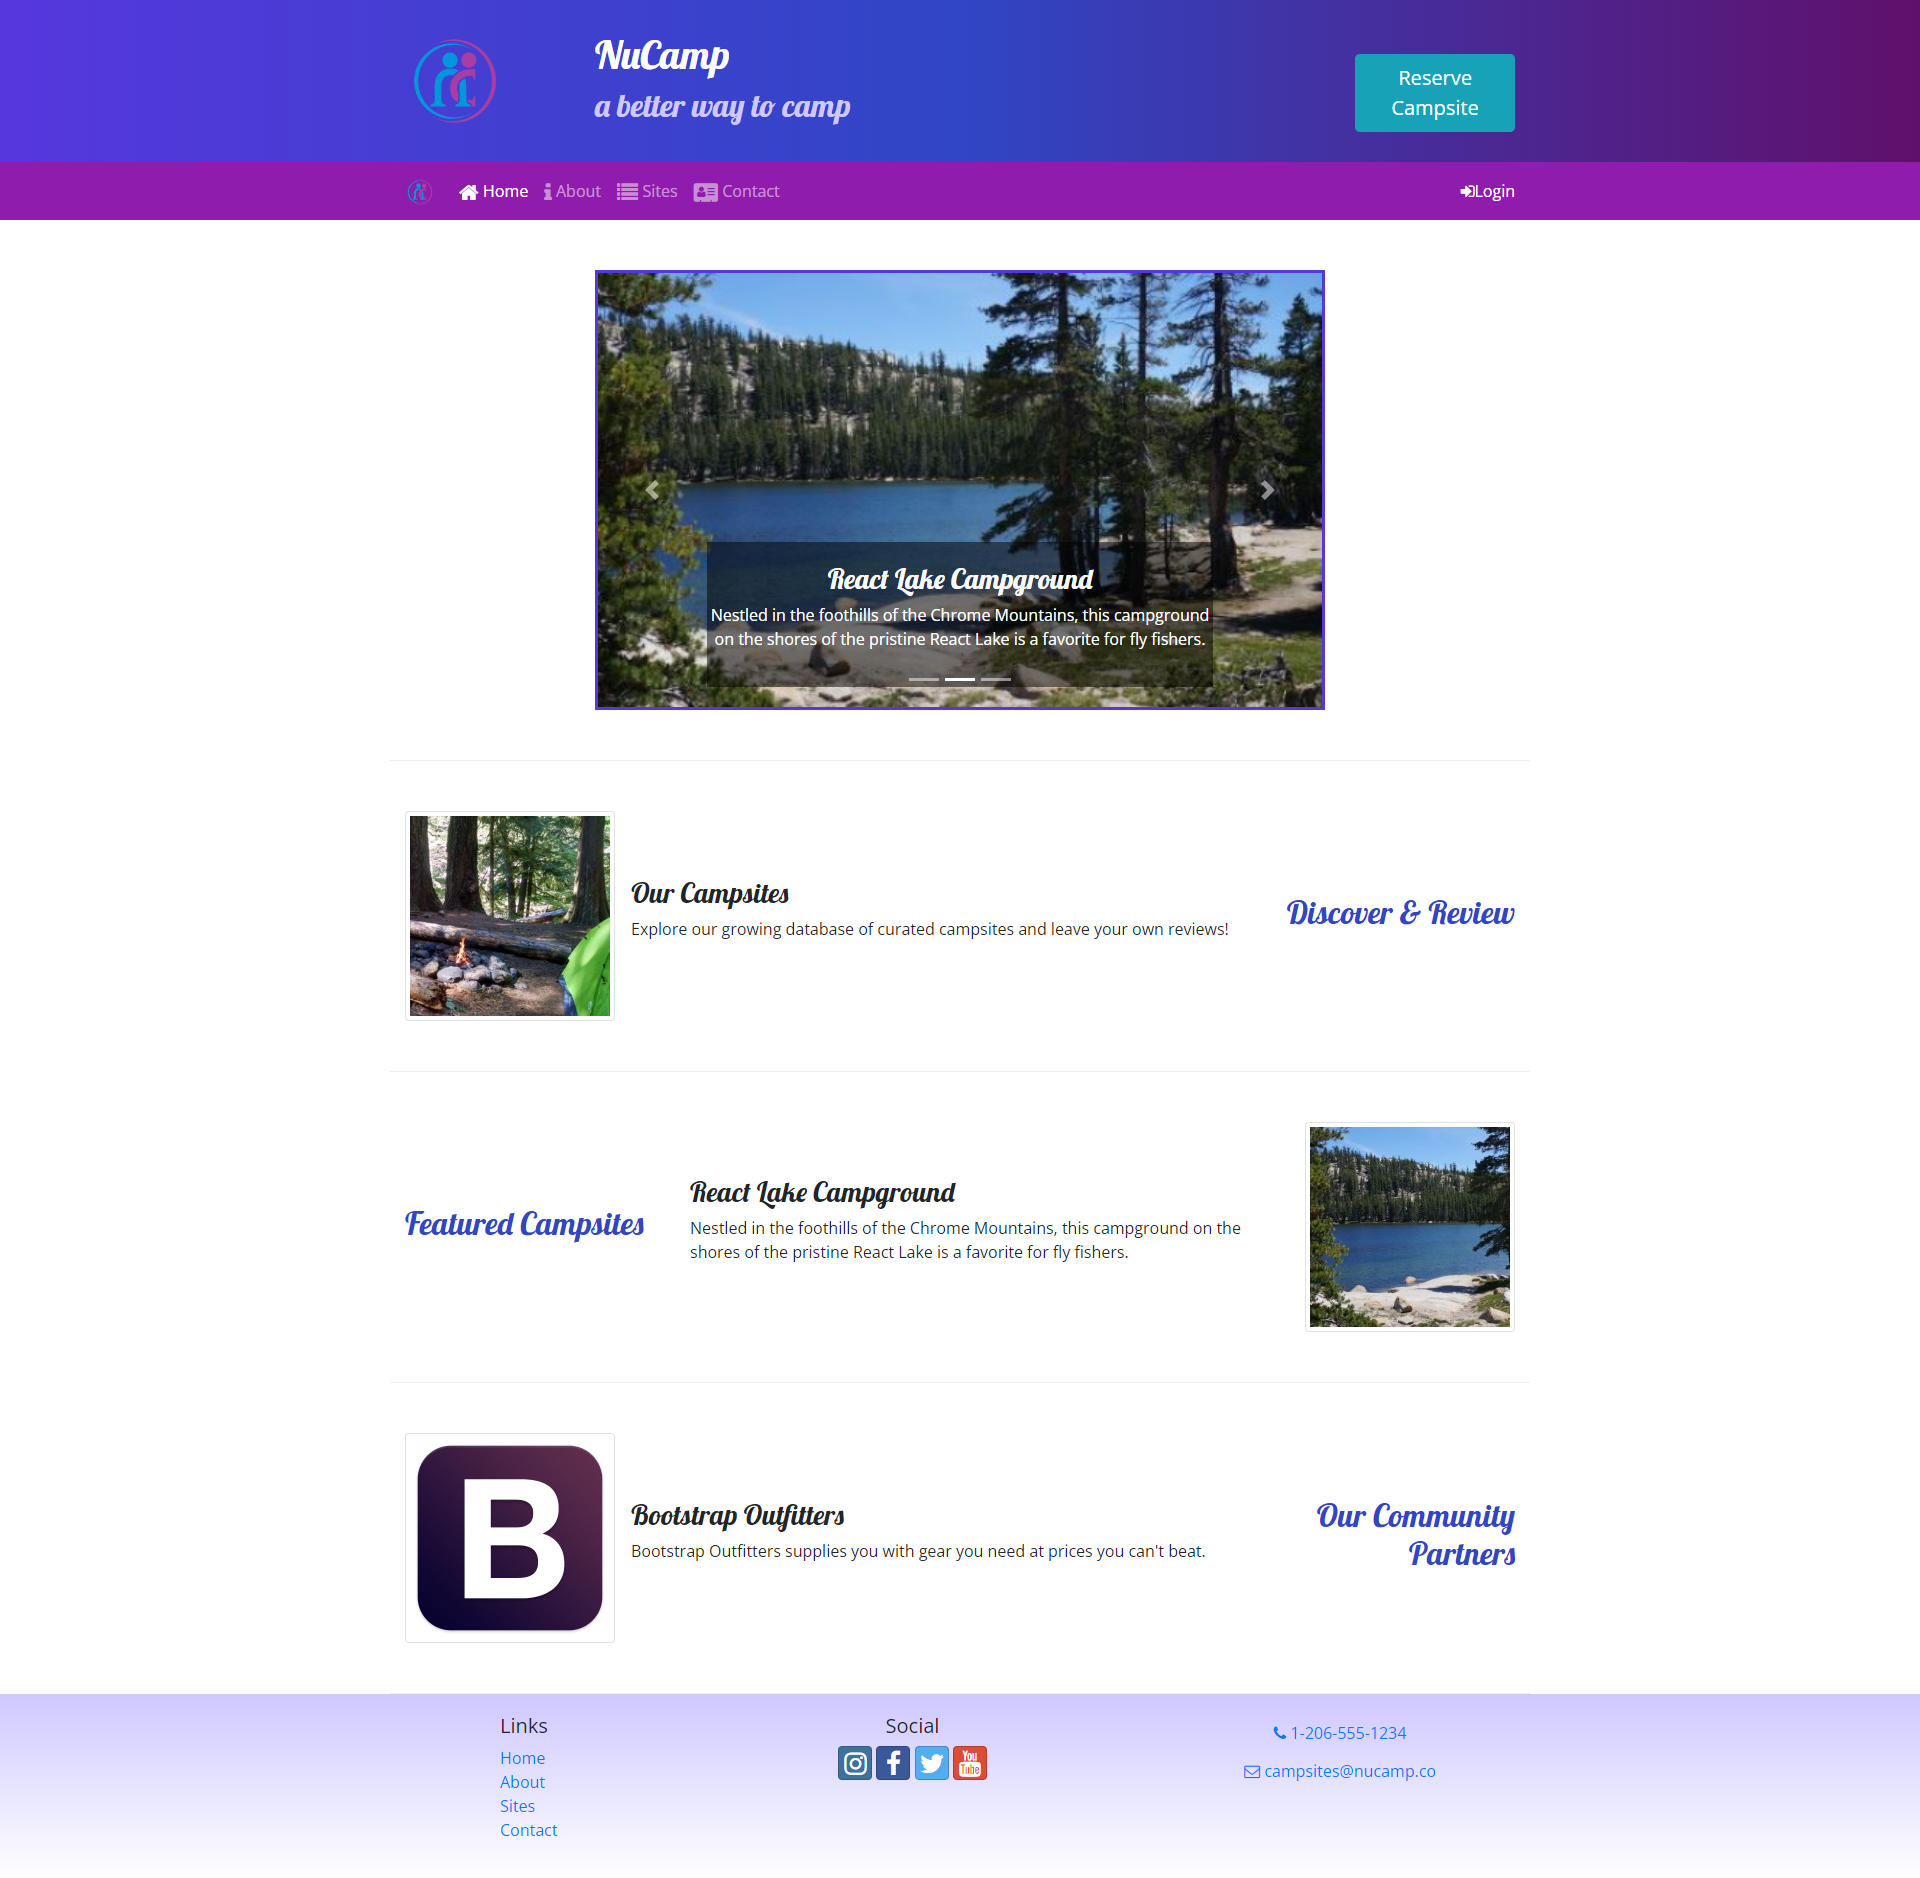 NuCamp
a better way to camp
Reserve
Campsite
Home About Sites Contact Login
React Lake Campground
Nestled in the foothills of the Chrome Mountains, this campground
on the shores of the pristine React Lake is a favorite for fly fishers.
Our Campsites
Explore our growing database of curated campsites and leave your own reviews!
Discover & Review
Featured Campsites
React Lake Campground
Nestled in the foothills of the Chrome Mountains, this campground on the
shores of the pristine React Lake is a favorite for fly fishers.
B
Bootstrap Outfitters
Bootstrap Outfitters supplies you with gear you need at prices you can't beat.
Our Community
Partners
Links
Home
About
Sites
Contact
Social
You
Tube
1-206-555-1234
campsites@nucamp.co